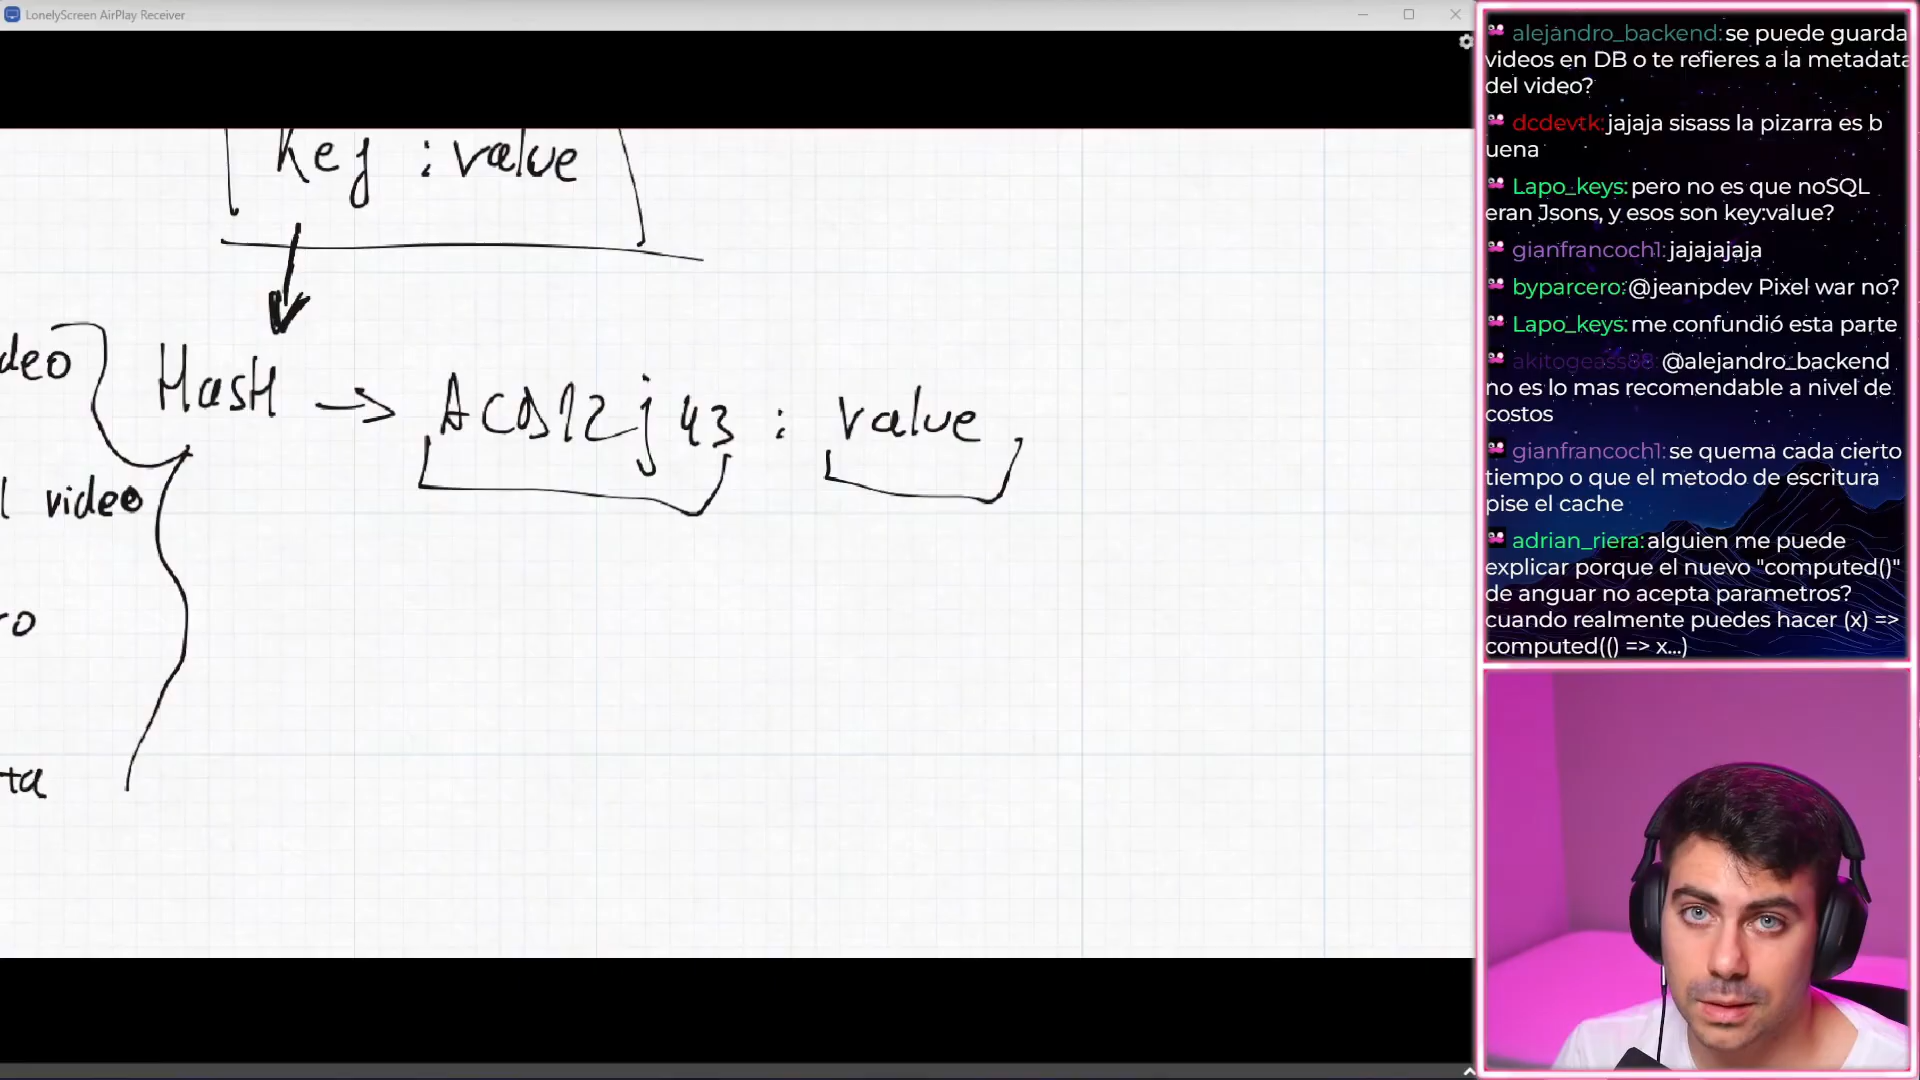 LonelyScreen AirPlay Receiver
key : value
deo
HasH → ACDS12j43 : value
l video
ro
ta
alejandro_backend: se puede guarda
videos en DB o te refieres a la metadata
del video?
dcdevtk: jajaja sisass la pizarra es b
uena
Lapo_keys: pero no es que noSQL
eran Jsons, y esos son key:value?
gianfrancoch1: jajajajaja
byparcero: @jeanpdev Pixel war no?
Lapo_keys: me confundió esta parte
akitogeass88: @alejandro_backend
no es lo mas recomendable a nivel de
costos
gianfrancoch1: se quema cada cierto
tiempo o que el metodo de escritura
pise el cache
adrian_riera: alguien me puede
explicar porque el nuevo "computed()"
de anguar no acepta parametros?
cuando realmente puedes hacer (x) =>
computed(() => x...)